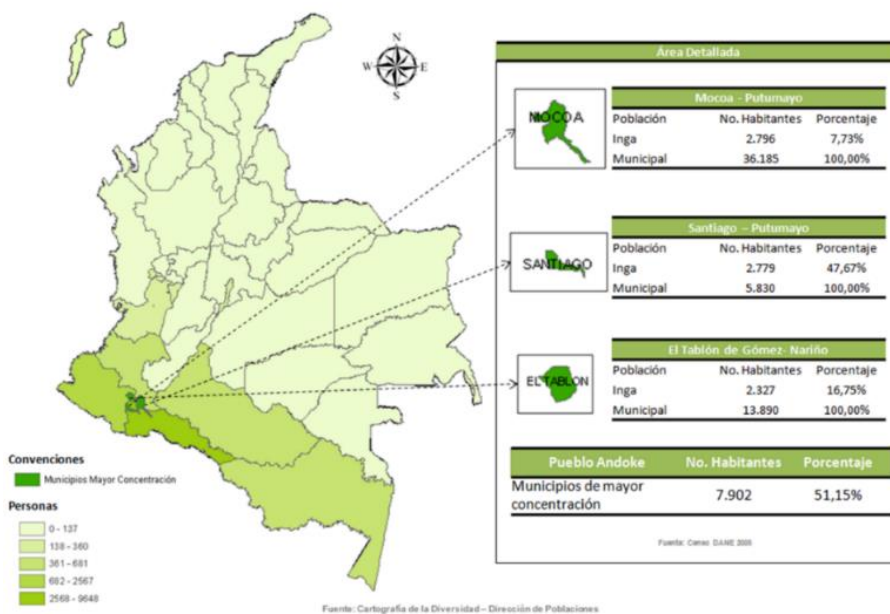 N
W E
S
Área Detallada
MOCOA
Mocoa - Putumayo
Población No. Habitantes Porcentaje
Inga 2.796 7,73%
Municipal 36.185 100,00%
SANTIAGO
Santiago – Putumayo
Población No. Habitantes Porcentaje
Inga 2.779 47,67%
Municipal 5.830 100,00%
EL TABLON
El Tablón de Gómez- Nariño
Población No. Habitantes Porcentaje
Inga 2.327 16,75%
Municipal 13.890 100,00%
Pueblo Andoke No. Habitantes Porcentaje
Municipios de mayor
concentración 7.902 51,15%
Fuente: Censo DANE 2005
Convenciones
Municipios Mayor Concentración
Personas
0 - 137
138 - 360
361 - 681
682 - 2567
2568 - 9648
Fuente: Cartografía de la Diversidad – Dirección de Poblaciones